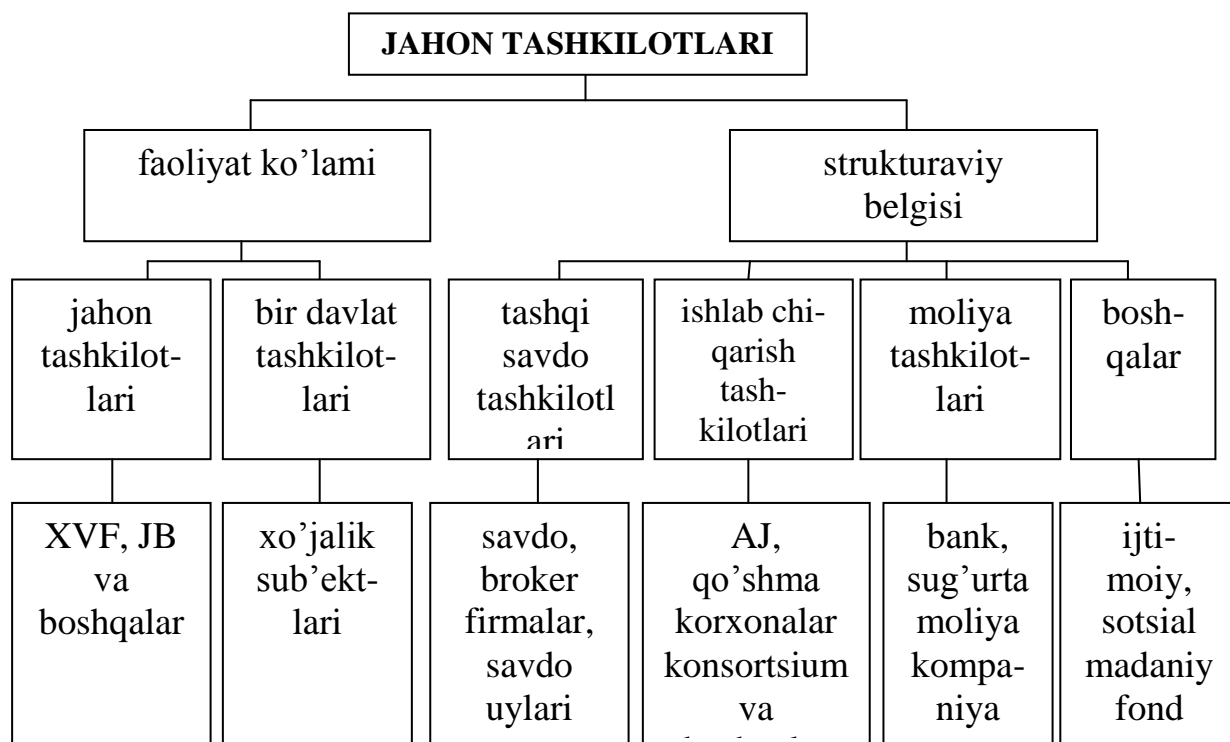 JAHON TASHKILOTLARI
faoliyat ko’lami
strukturaviy
belgisi
jahon
tashkilot-
lari
bir davlat
tashkilot-
lari
tashqi
savdo
tashkilotl
ari
ishlab chi-
qarish
tash-
kilotlari
moliya
tashkilot-
lari
bosh-
qalar
XVF, JB
va
boshqalar
xo’jalik
sub’ekt-
lari
savdo,
broker
firmalar,
savdo
uylari
AJ,
qo’shma
korxonalar
konsortsium
va
bank,
sug’urta
moliya
kompa-
niya
ijti-
moiy,
sotsial
madaniy
fond